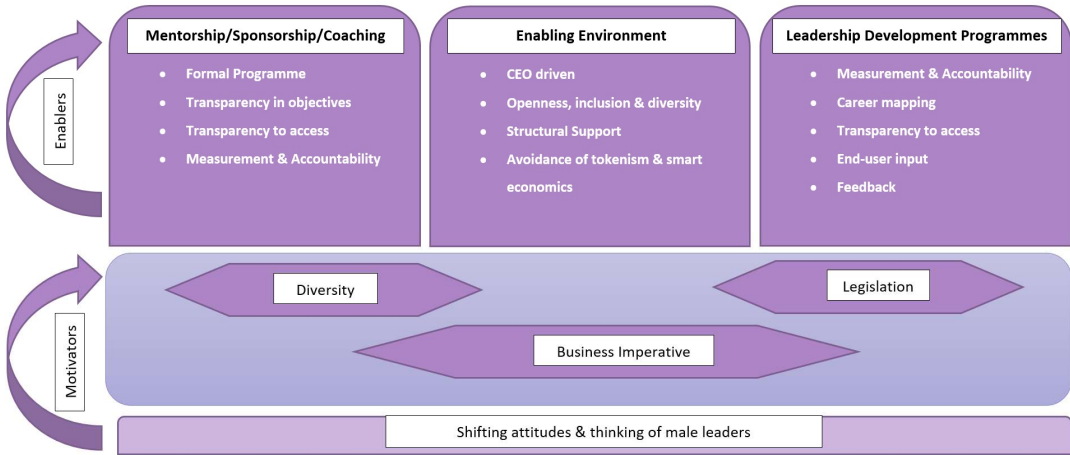 Mentorship/Sponsorship/Coaching
Formal Programme
Transparency in objectives
Transparency to access
Measurement & Accountability
Enabling Environment
CEO driven
Openness, inclusion & diversity
Structural Support
Avoidance of tokenism & smart
economics
Leadership Development Programmes
Measurement & Accountability
Career mapping
Transparency to access
End-user input
Feedback
Enablers
Diversity
Legislation
Business Imperative
Motivators
Shifting attitudes & thinking of male leaders